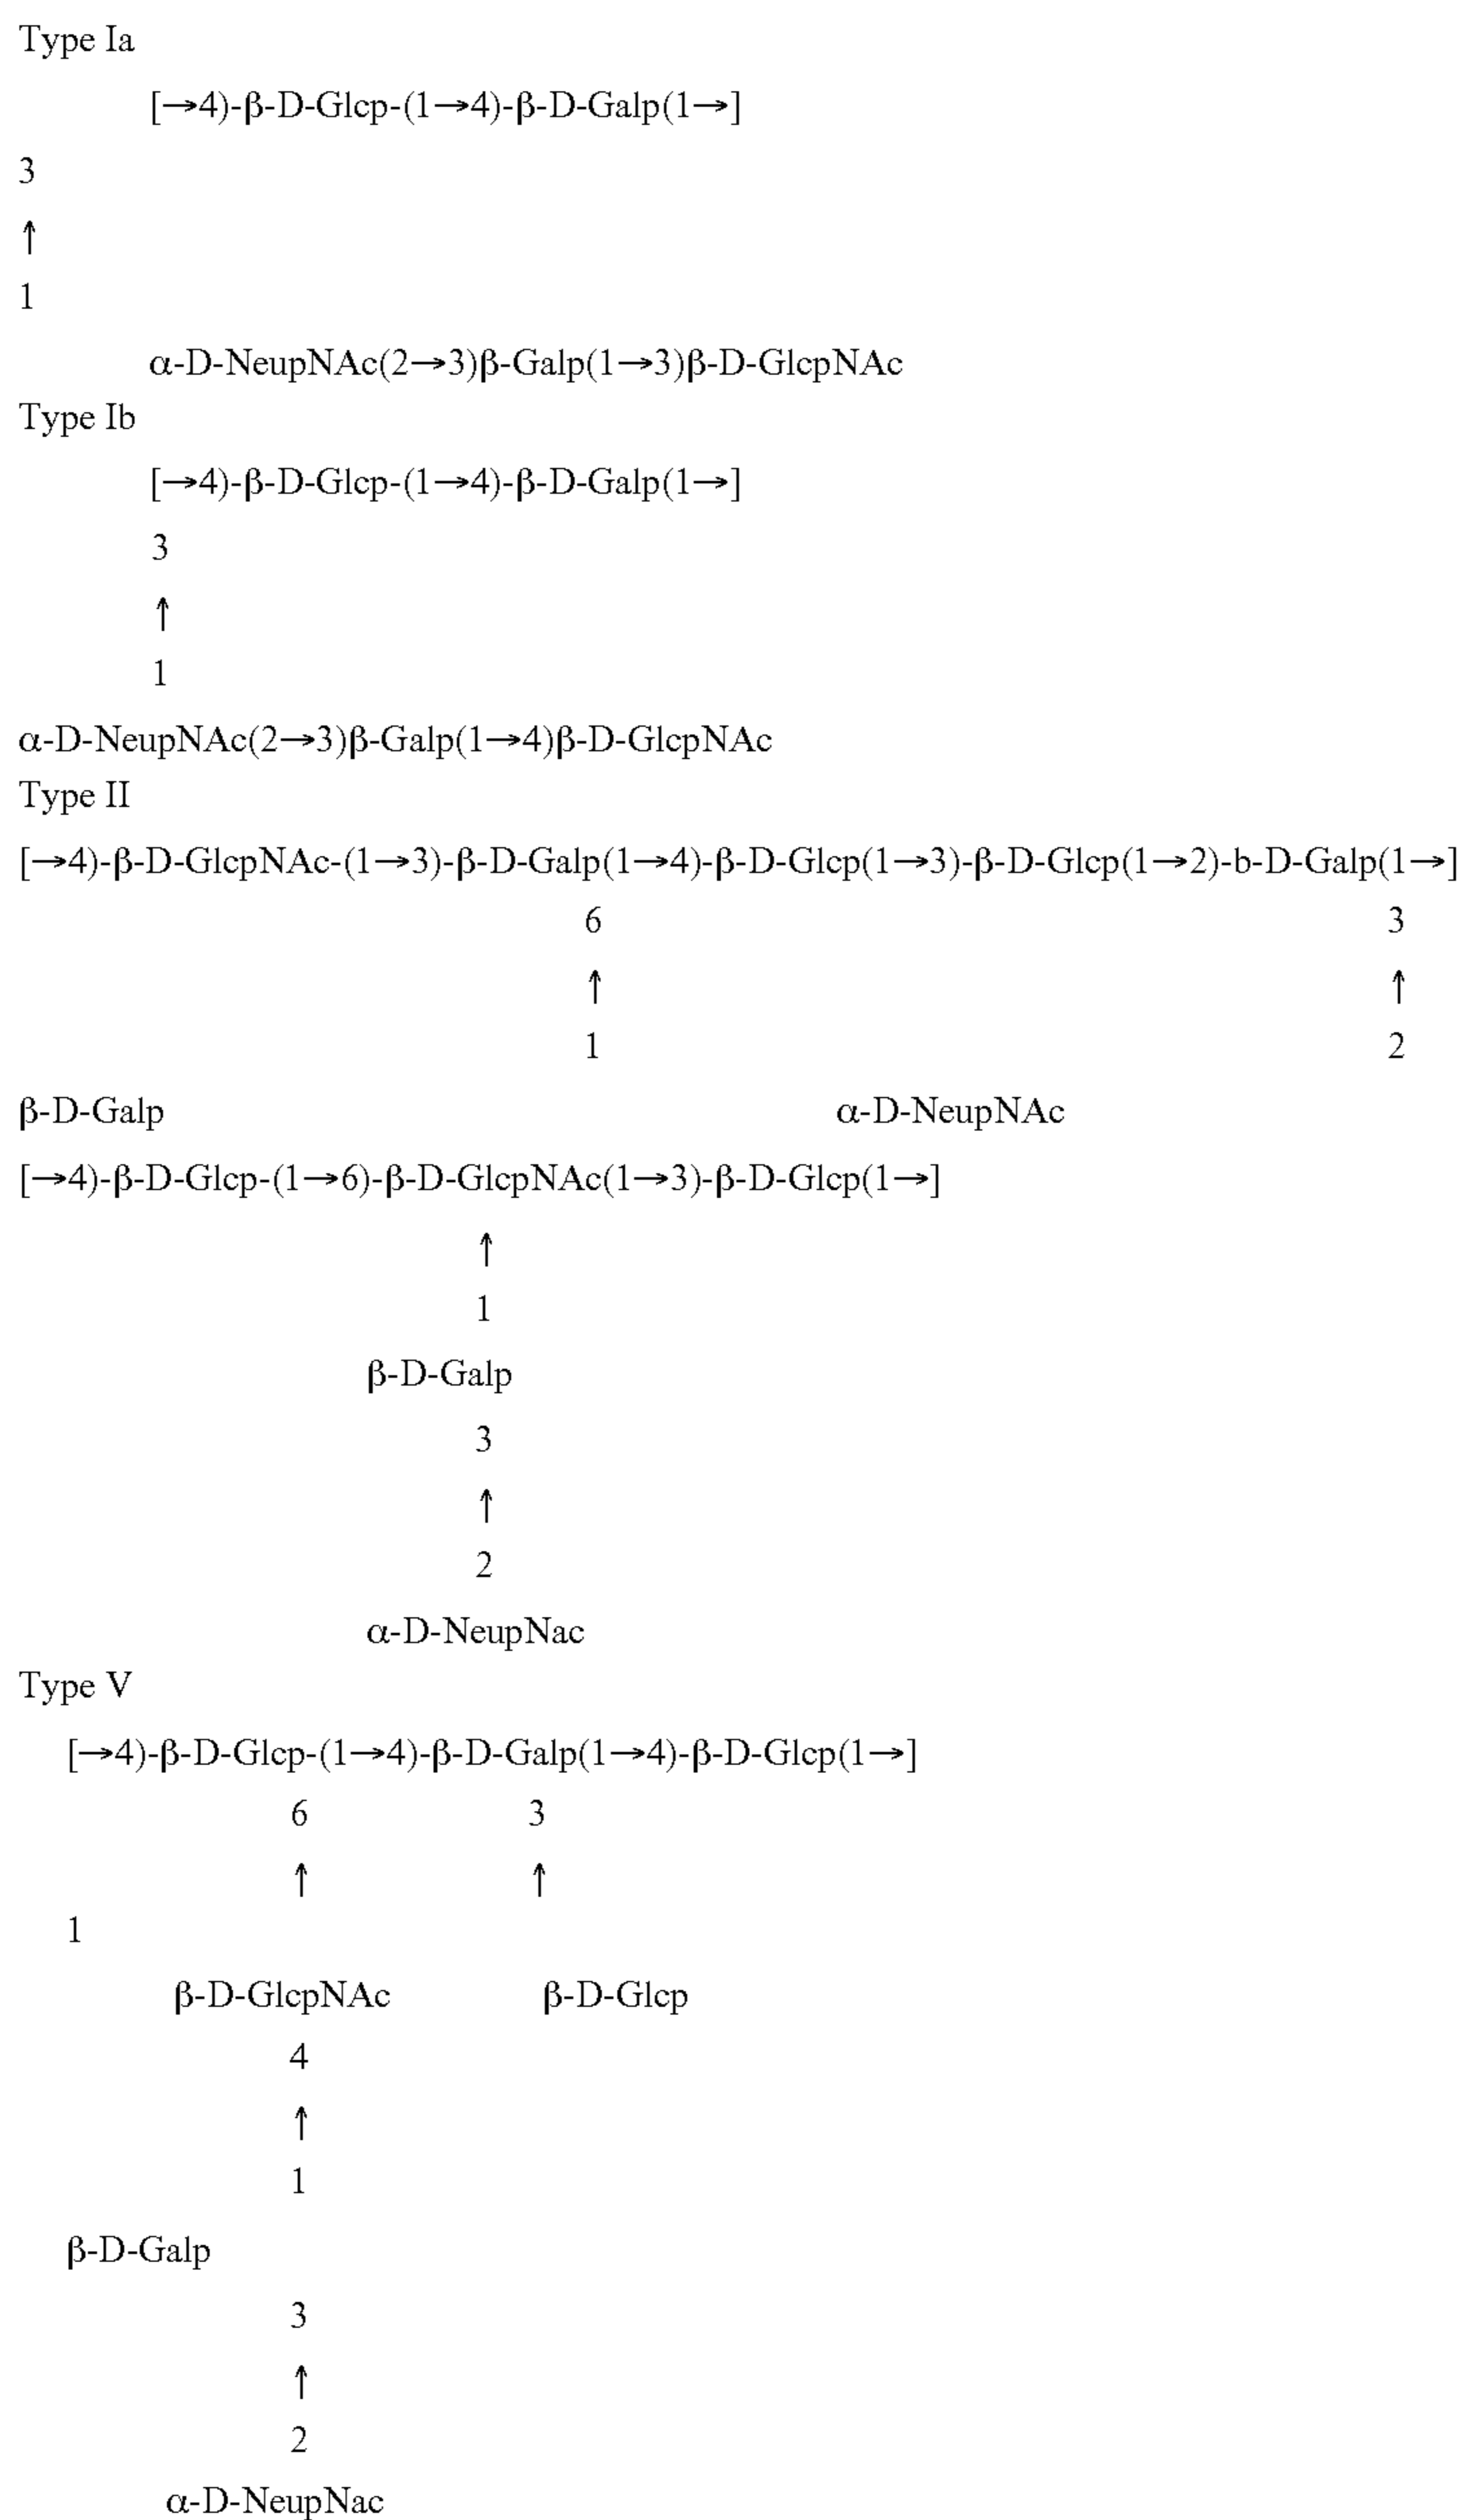 Type Ia
[→4)-β-D-Glcp-(1→4)-β-D-Galp(1→]
3
↑
1
α-D-NeupNAc(2→3)β-Galp(1→3)β-D-GlcpNAc
Type Ib
[→4)-β-D-Glcp-(1→4)-β-D-Galp(1→]
3
↑
1
α-D-NeupNAc(2→3)β-Galp(1→4)β-D-GlcpNAc
Type II
[→4)-β-D-GlcpNAc-(1→3)-β-D-Galp(1→4)-β-D-Glcp(1→3)-β-D-Glcp(1→2)-b-D-Galp(1→]
6 3
↑ ↑
1 2
β-D-Galp α-D-NeupNAc
[→4)-β-D-Glcp-(1→6)-β-D-GlcpNAc(1→3)-β-D-Glcp(1→]
↑
1
β-D-Galp
3
↑
2
α-D-NeupNac
Type V
[→4)-β-D-Glcp-(1→4)-β-D-Galp(1→4)-β-D-Glcp(1→]
6 3
↑ ↑
1
β-D-GlcpNAc β-D-Glcp
4
↑
1
β-D-Galp
3
↑
2
α-D-NeupNac